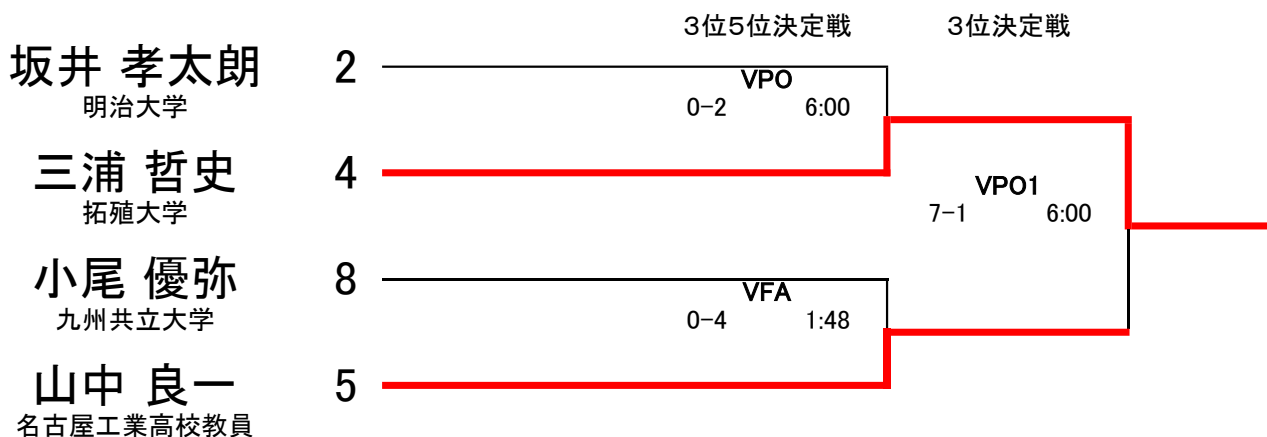 3位5位決定戦 3位決定戦
坂井 孝太朗 2
明治大学
VPO
0-2 6:00
三浦 哲史 4
拓殖大学
VPO1
7-1 6:00
小尾 優弥 8
九州共立大学
VFA
0-4 1:48
山中 良一 5
名古屋工業高校教員